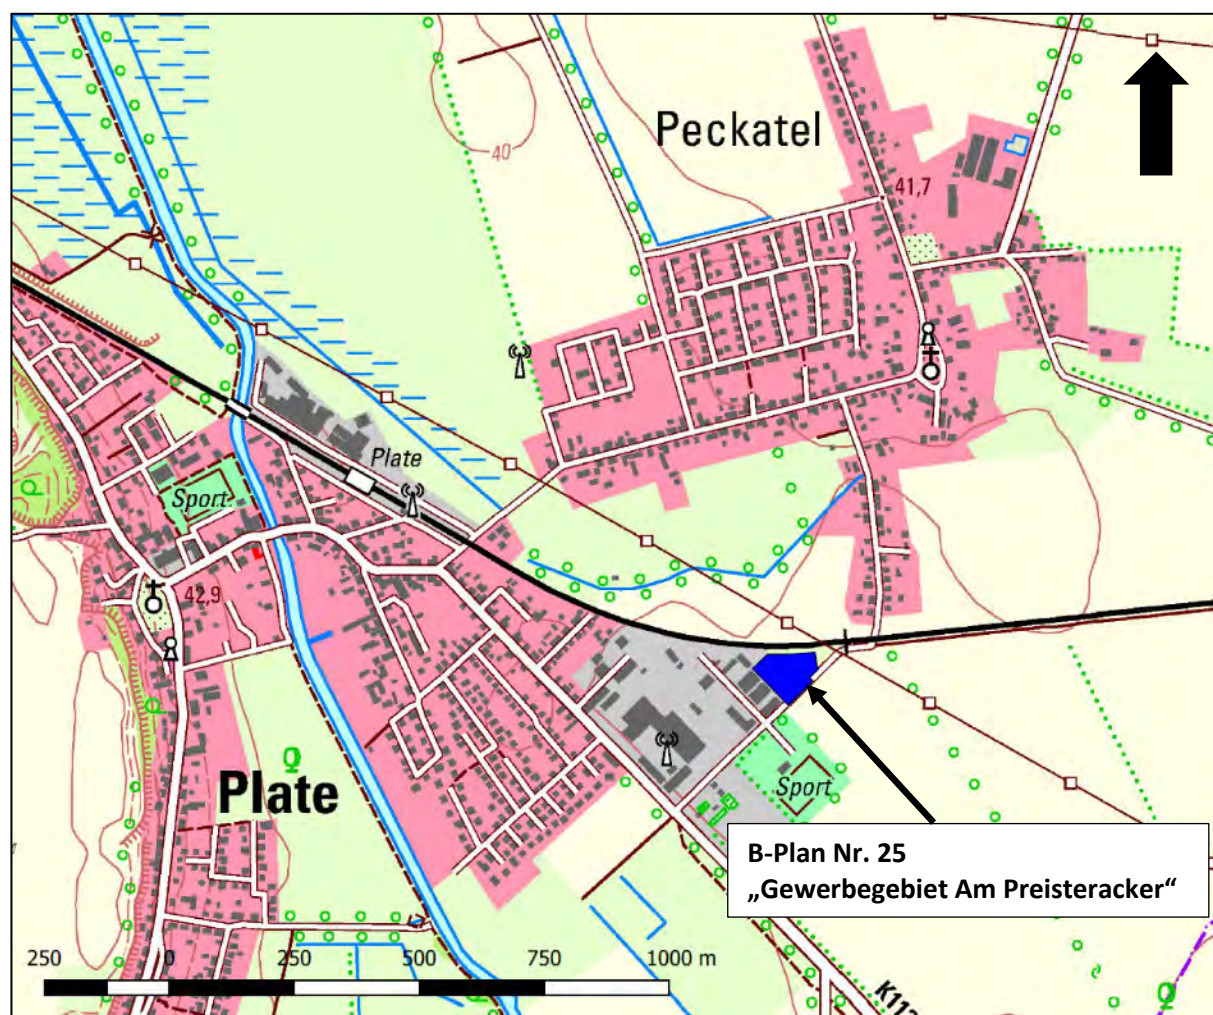 Peckatel
40
41,7
Plate
Sport
42,9
Plate
Sport
B-Plan Nr. 25
„Gewerbegebiet Am Preisteracker“
250 0 250 500 750 1000 m